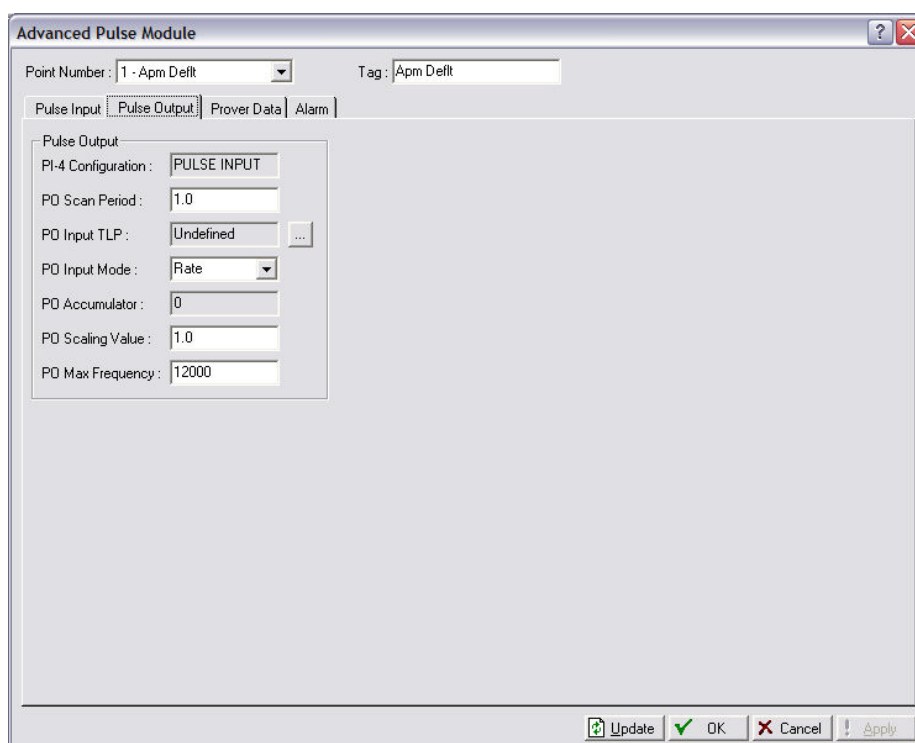 Advanced Pulse Module
Point Number : 1 - Apm Deflt Tag : Apm Deflt
Pulse Input Pulse Output Prover Data Alarm
Pulse Output
PI-4 Configuration : PULSE INPUT
PO Scan Period : 1.0
PO Input TLP : Undefined ...
PO Input Mode : Rate
PO Accumulator : 0
PO Scaling Value : 1.0
PO Max Frequency : 12000
Update OK Cancel ! Apply